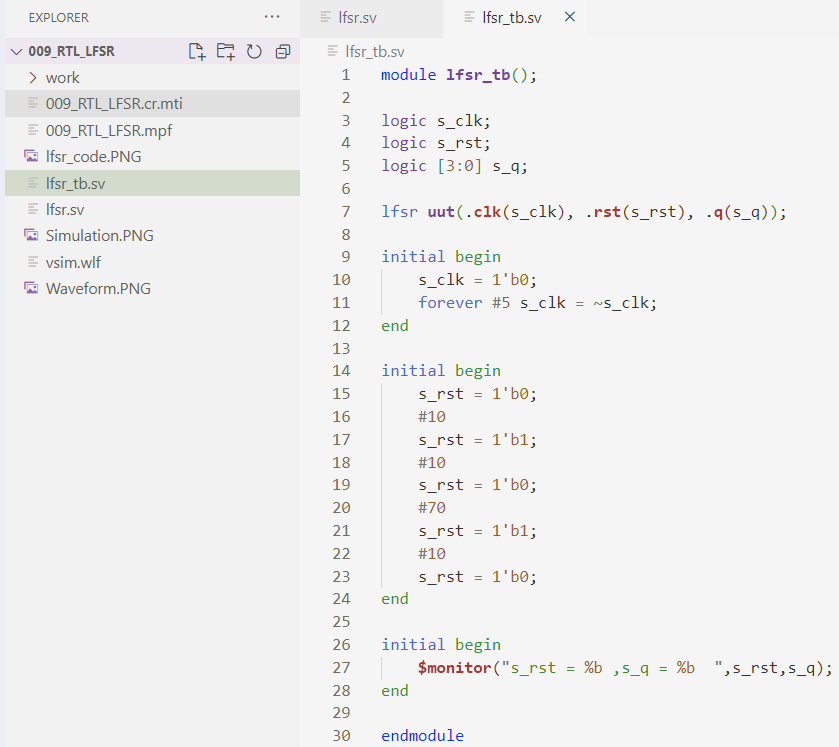 EXPLORER
···
009_RTL_LFSR
work
009_RTL_LFSR.cr.mti
009_RTL_LFSR.mpf
lfsr_code.PNG
lfsr_tb.sv
lfsr.sv
Simulation.PNG
vsim.wlf
Waveform.PNG
lfsr.sv
lfsr_tb.sv
lfsr_tb.sv
1 module lfsr_tb();
2
3 logic s_clk;
4 logic s_rst;
5 logic [3:0] s_q;
6
7 lfsr uut(.clk(s_clk), .rst(s_rst), .q(s_q));
8
9 initial begin
10     s_clk = 1'b0;
11     forever #5 s_clk = ~s_clk;
12 end
13
14 initial begin
15     s_rst = 1'b0;
16     #10
17     s_rst = 1'b1;
18     #10
19     s_rst = 1'b0;
20     #70
21     s_rst = 1'b1;
22     #10
23     s_rst = 1'b0;
24 end
25
26 initial begin
27     $monitor("s_rst = %b ,s_q = %b  ",s_rst,s_q);
28 end
29
30 endmodule